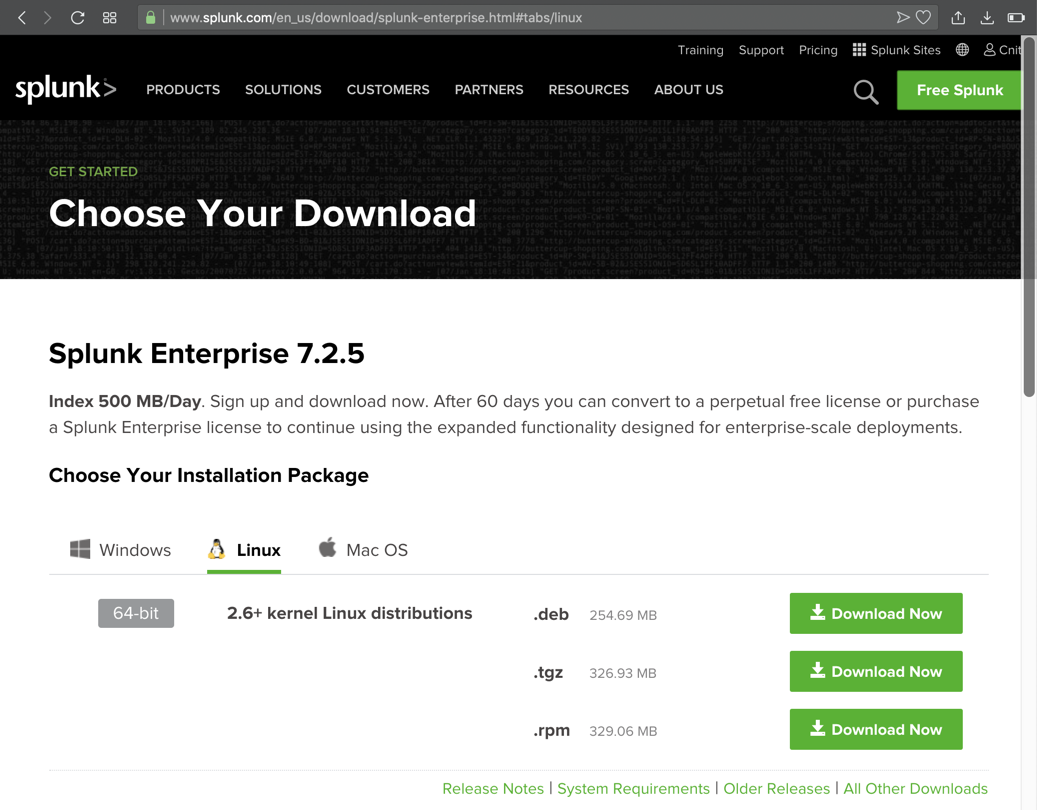 www.splunk.com/en_us/download/splunk-enterprise.html#tabs/linux
Training Support Pricing Splunk Sites Cnit
splunk> PRODUCTS SOLUTIONS CUSTOMERS PARTNERS RESOURCES ABOUT US Free Splunk
GET STARTED
Choose Your Download
Splunk Enterprise 7.2.5
Index 500 MB/Day. Sign up and download now. After 60 days you can convert to a perpetual free license or purchase
a Splunk Enterprise license to continue using the expanded functionality designed for enterprise-scale deployments.
Choose Your Installation Package
Windows Linux Mac OS
64-bit 2.6+ kernel Linux distributions .deb 254.69 MB Download Now
.tgz 326.93 MB Download Now
.rpm 329.06 MB Download Now
Release Notes | System Requirements | Older Releases | All Other Downloads